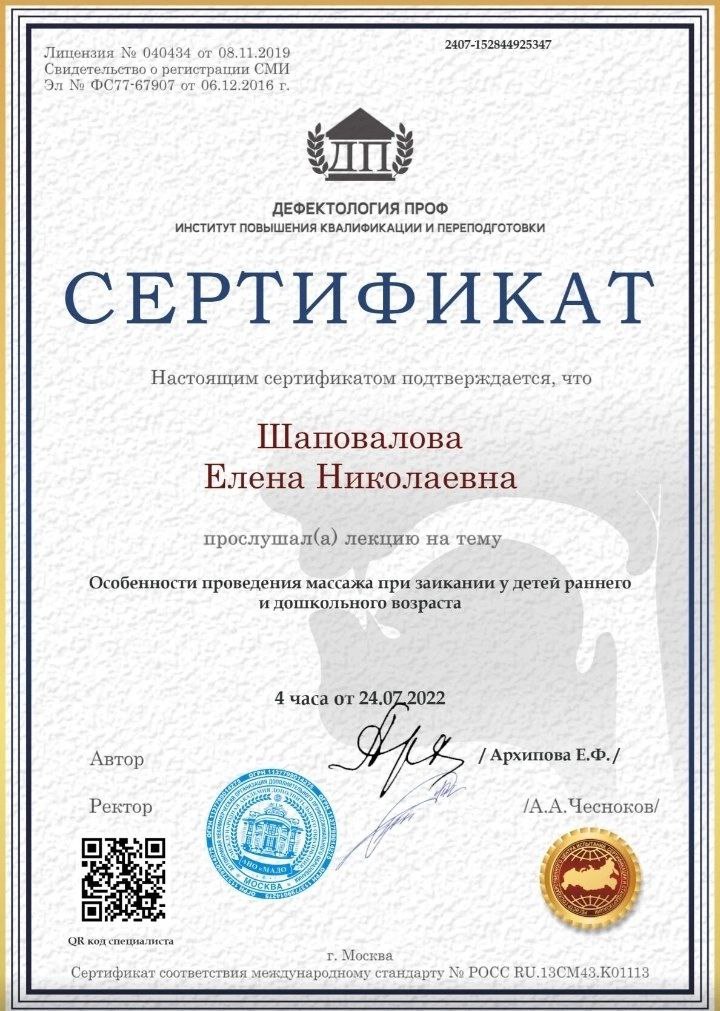 Лицензия № 040434 от 08.11.2019
Свидетельство о регистрации СМИ
Эл № ФС77-67907 от 06.12.2016 г.
2407-152844925347
ДП
ДЕФЕКТОЛОГИЯ ПРОФ
ИНСТИТУТ ПОВЫШЕНИЯ КВАЛИФИКАЦИИ И ПЕРЕПОДГОТОВКИ
СЕРТИФИКАТ
Настоящим сертификатом подтверждается, что
Шаповалова
Елена Николаевна
прослушал(а) лекцию на тему
Особенности проведения массажа при заикании у детей раннего
и дошкольного возраста
4 часа от 24.07.2022
Автор
/ Архипова Е.Ф. /
Ректор
/А.А.Чесноков/
АНО «МАДО
МОСКВА
QR код специалиста
г. Москва
Сертификат соответствия международному стандарту № РОСС RU.13СМ43.К01113